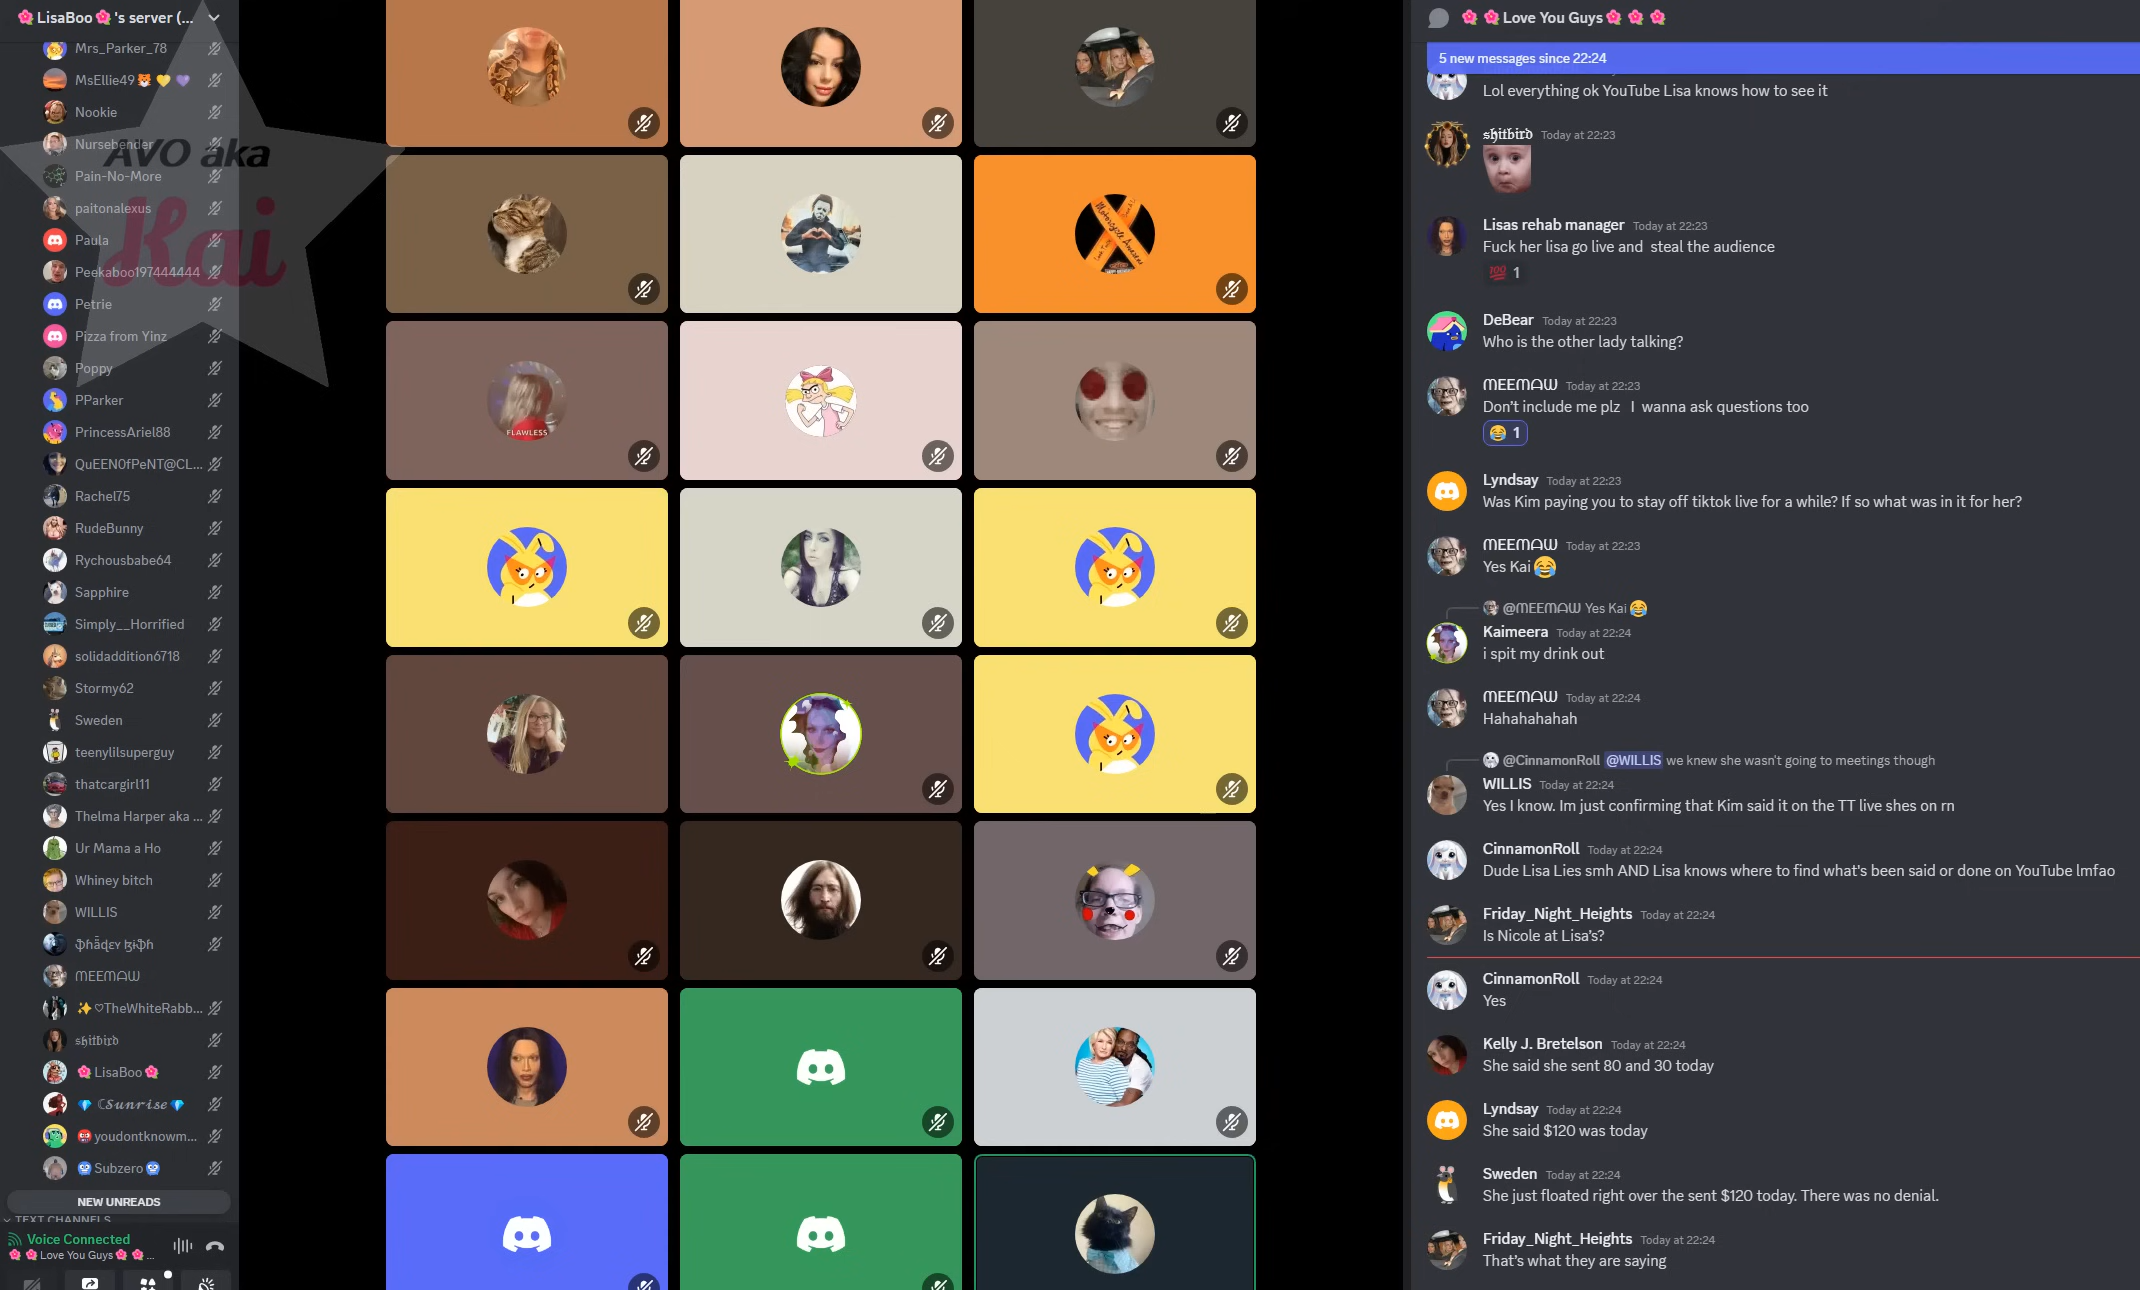 🌺LisaBoo🌺's server (...
Mrs_Parker_78
MsEllie49🐯💛💜
Nookie
Nursebender
AVO aka
Pain-No-More
paitonalexus
Kai
Paula
Peekaboo197444444
Petrie
Pizza from Yinz
Poppy
PParker
PrincessAriel88
QuEEN0fPeNT@CL...
Rachel75
RudeBunny
Rychousbabe64
Sapphire
Simply__Horrified
solidaddition6718
Stormy62
Sweden
teenylilsuperguy
thatcargirl11
Thelma Harper aka ...
Ur Mama a Ho
Whiney bitch
WILLIS
ᗰEEᗰᗩᗯ
✨♡TheWhiteRabb...
𝔰𝔥𝔦𝔱𝔟𝔦𝔯𝔡
🌺LisaBoo🌺
💎☾𝓢𝓾𝓷𝓻𝓲𝓼𝓮💎
youdontknowm...
Subzero
NEW UNREADS
TEXT CHANNELS
Voice Connected
🌺🌺Love You Guys🌺🌺...
FLAWLESS
🌺🌺Love You Guys🌺🌺🌺
5 new messages since 22:24
Lol everything ok YouTube Lisa knows how to see it
𝔰𝔥𝔦𝔱𝔟𝔦𝔯𝔡 Today at 22:23
Lisas rehab manager Today at 22:23
Fuck her lisa go live and  steal the audience
💯 1
DeBear Today at 22:23
Who is the other lady talking?
ᗰEEᗰᗩᗯ Today at 22:23
Don't include me plz  I  wanna ask questions too
😂 1
Lyndsay Today at 22:23
Was Kim paying you to stay off tiktok live for a while? If so what was in it for her?
ᗰEEᗰᗩᗯ Today at 22:23
Yes Kai😂
@ᗰEEᗰᗩᗯ Yes Kai😂
Kaimeera Today at 22:24
i spit my drink out
ᗰEEᗰᗩᗯ Today at 22:24
Hahahahahah
@CinnamonRoll @WILLIS we knew she wasn't going to meetings though
WILLIS Today at 22:24
Yes I know. Im just confirming that Kim said it on the TT live shes on rn
CinnamonRoll Today at 22:24
Dude Lisa Lies smh AND Lisa knows where to find what's been said or done on YouTube lmfao
Friday_Night_Heights Today at 22:24
Is Nicole at Lisa's?
CinnamonRoll Today at 22:24
Yes
Kelly J. Bretelson Today at 22:24
She said she sent 80 and 30 today
Lyndsay Today at 22:24
She said $120 was today
Sweden Today at 22:24
She just floated right over the sent $120 today. There was no denial.
Friday_Night_Heights Today at 22:24
That's what they are saying